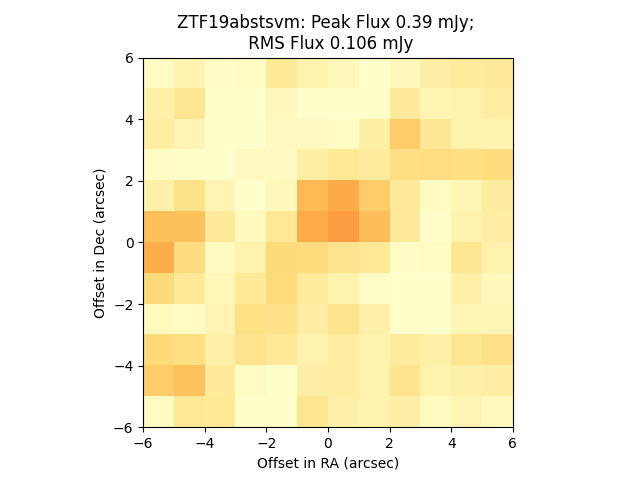 ZTF19abstsvm: Peak Flux 0.39 mJy;
RMS Flux 0.106 mJy
6
4
2
0
−2
−4
−6
Offset in Dec (arcsec)
−6 −4 −2 0 2 4 6
Offset in RA (arcsec)